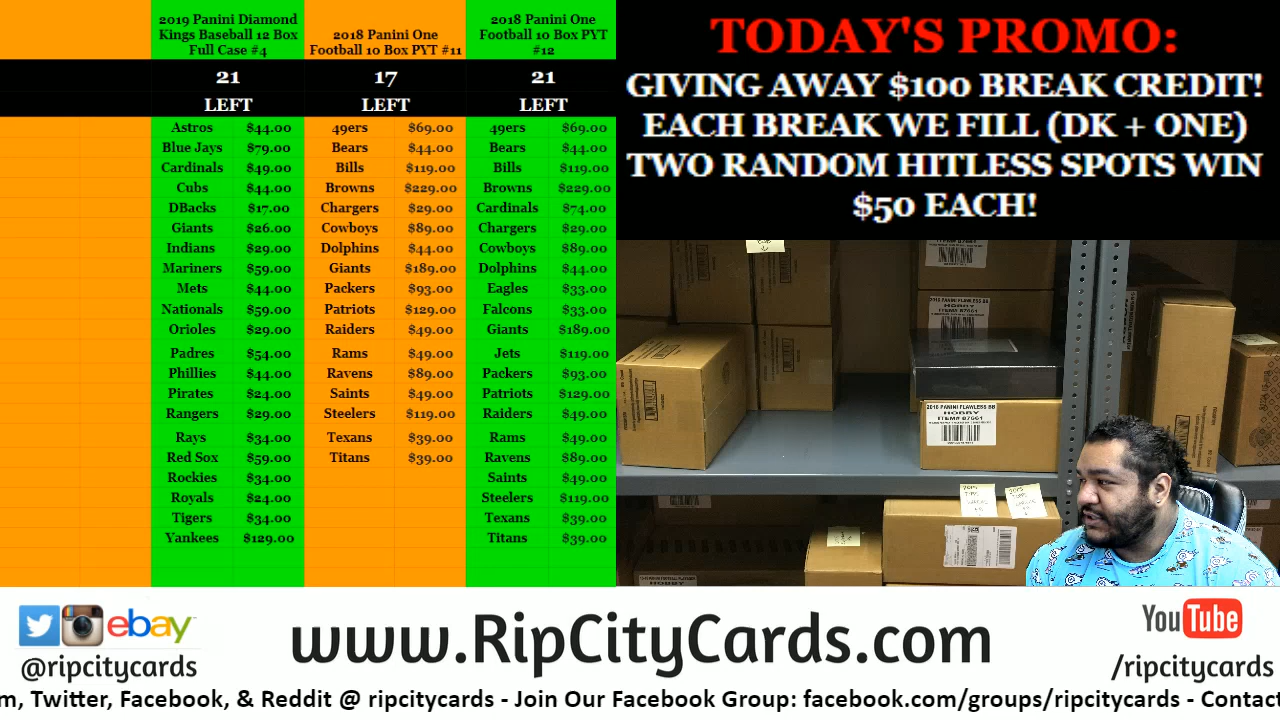 2019 Panini Diamond
Kings Baseball 12 Box
Full Case #4
21
LEFT
Astros $44.00
Blue Jays $79.00
Cardinals $49.00
Cubs $44.00
DBacks $17.00
Giants $26.00
Indians $29.00
Mariners $59.00
Mets $44.00
Nationals $59.00
Orioles $29.00
Padres $54.00
Phillies $44.00
Pirates $24.00
Rangers $29.00
Rays $34.00
Red Sox $59.00
Rockies $34.00
Royals $24.00
Tigers $34.00
Yankees $129.00
2018 Panini One
Football 10 Box PYT #11
17
LEFT
49ers $69.00
Bears $44.00
Bills $119.00
Browns $229.00
Chargers $29.00
Cowboys $89.00
Dolphins $44.00
Giants $189.00
Packers $93.00
Patriots $129.00
Raiders $49.00
Rams $49.00
Ravens $89.00
Saints $49.00
Steelers $119.00
Texans $39.00
Titans $39.00
2018 Panini One
Football 10 Box PYT
#12
21
LEFT
49ers $69.00
Bears $44.00
Bills $119.00
Browns $229.00
Cardinals $74.00
Chargers $29.00
Cowboys $89.00
Dolphins $44.00
Eagles $33.00
Falcons $33.00
Giants $189.00
Jets $119.00
Packers $93.00
Patriots $129.00
Raiders $49.00
Rams $49.00
Ravens $89.00
Saints $49.00
Steelers $119.00
Texans $39.00
Titans $39.00
TODAY'S PROMO:
GIVING AWAY $100 BREAK CREDIT!
EACH BREAK WE FILL (DK + ONE)
TWO RANDOM HITLESS SPOTS WIN
$50 EACH!
HOBBY
ITEM# 87661
2018 PANINI FLAWLESS BB
HOBBY
ITEM# 87661
ebay
@ripcitycards
www.RipCityCards.com
YouTube
/ripcitycards
m, Twitter, Facebook, & Reddit @ ripcitycards - Join Our Facebook Group: facebook.com/groups/ripcitycards - Contact